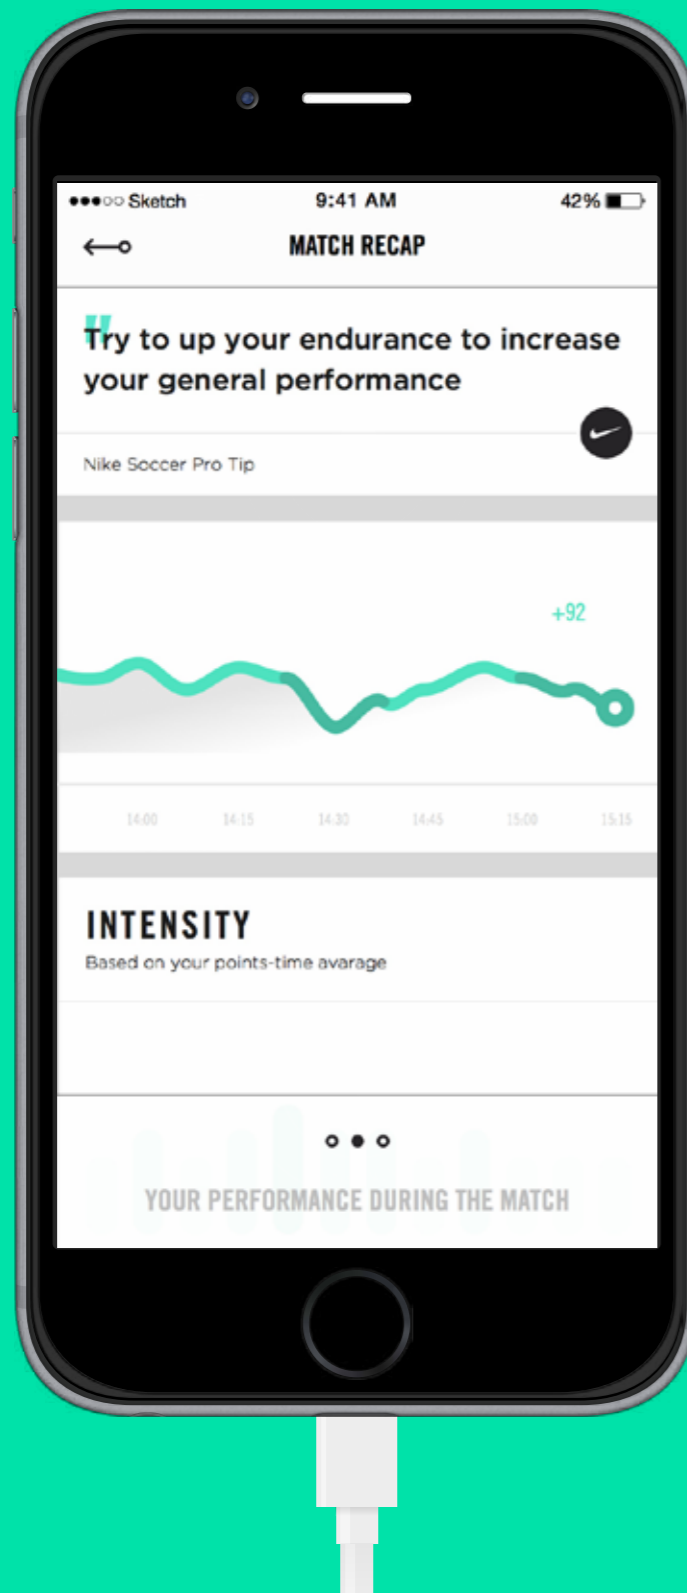 Sketch
9:41 AM
42%
MATCH RECAP
"Try to up your endurance to increase
your general performance
Nike Soccer Pro Tip
+92
14:00 14:15 14:30 14:45 15:00 15:15
INTENSITY
Based on your points-time avarage
YOUR PERFORMANCE DURING THE MATCH